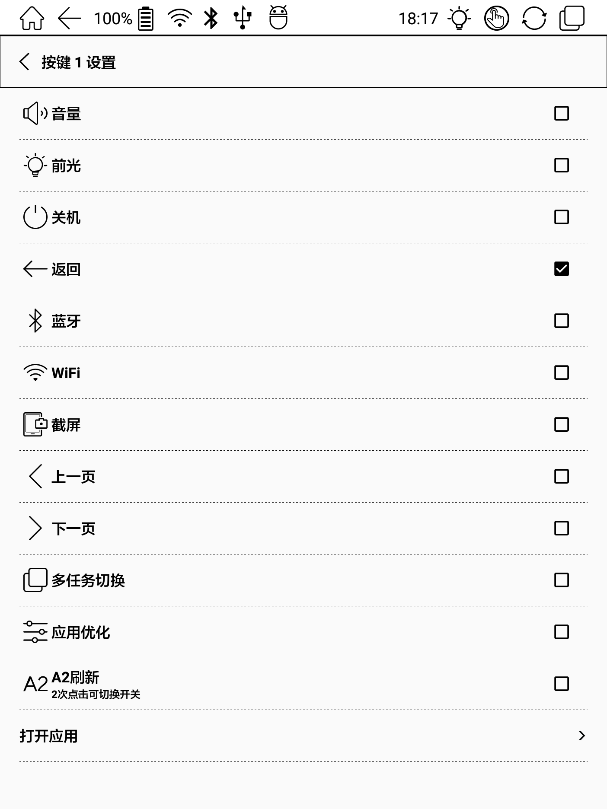 100%
18:17
按键 1 设置
音量
前光
关机
返回
蓝牙
WiFi
截屏
上一页
下一页
多任务切换
应用优化
A2 A2刷新
2次点击可切换开关
打开应用